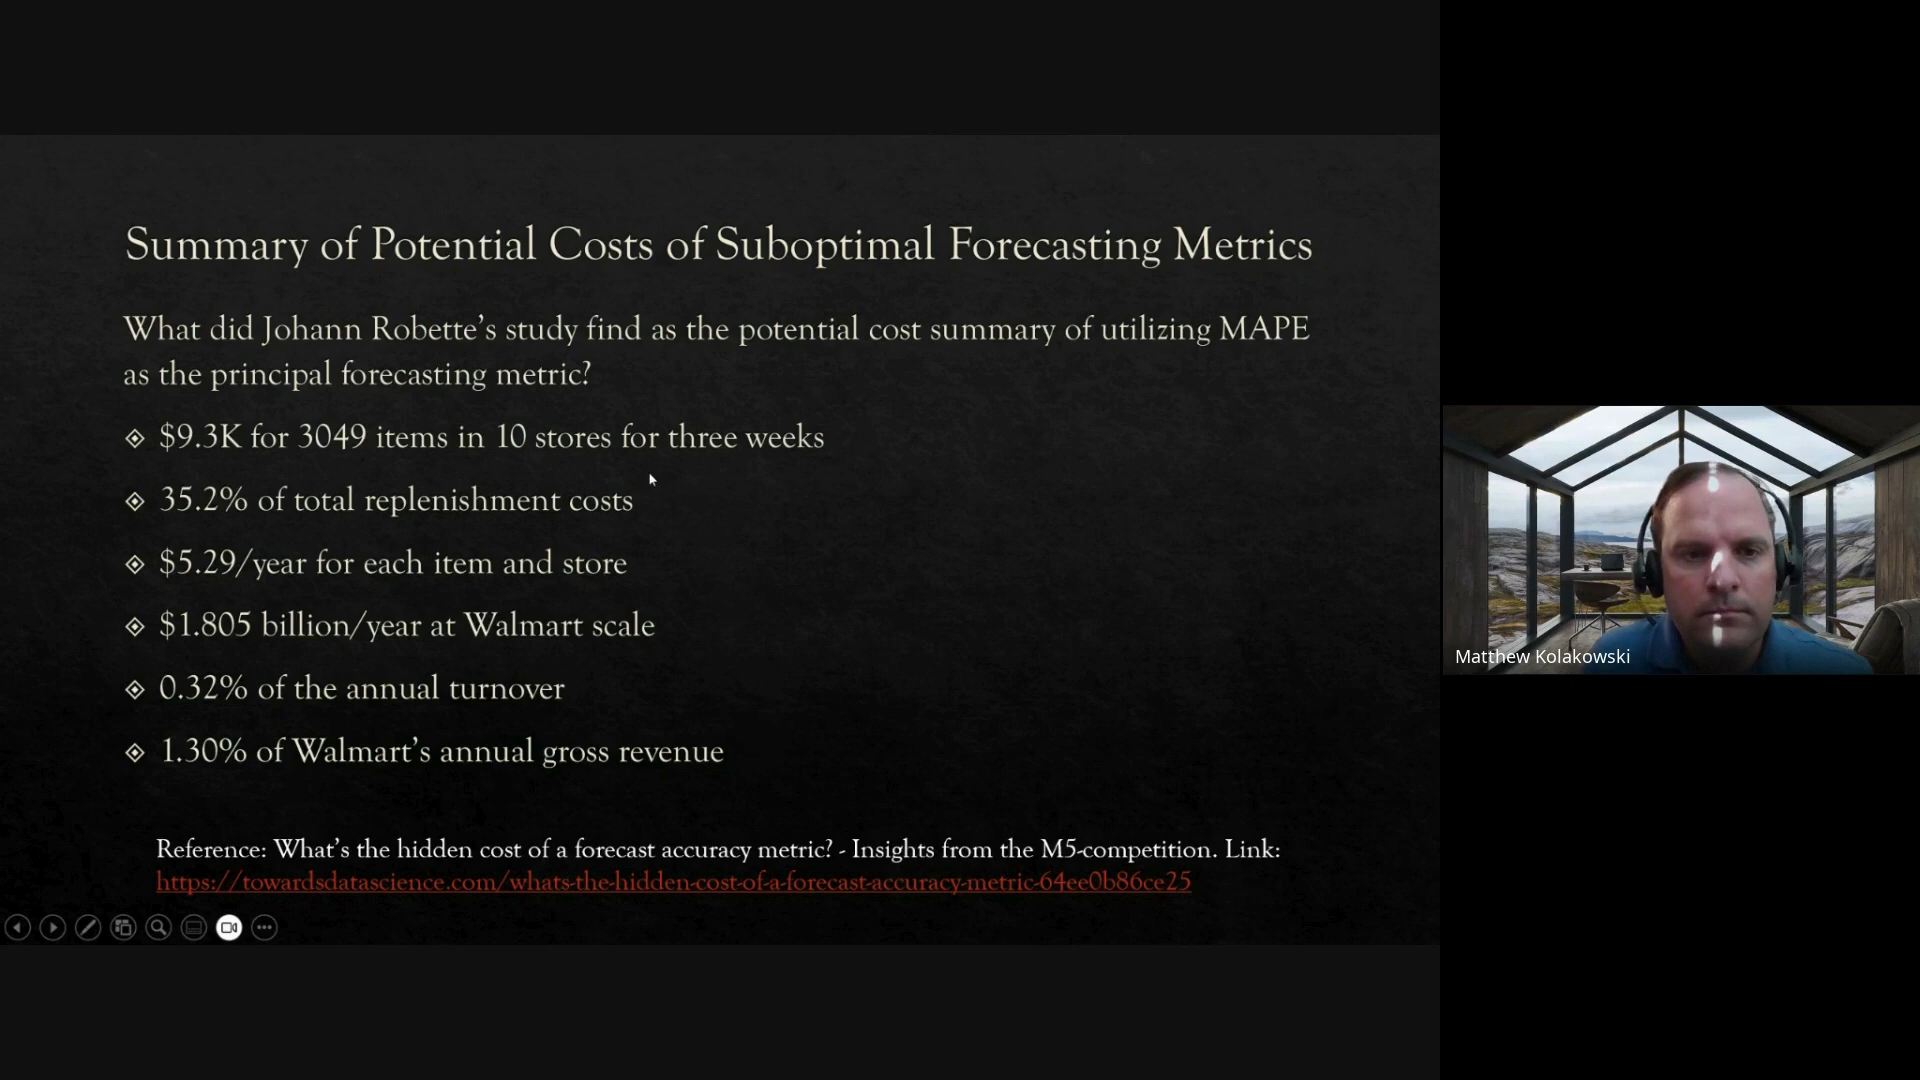 Summary of Potential Costs of Suboptimal Forecasting Metrics
What did Johann Robette's study find as the potential cost summary of utilizing MAPE
as the principal forecasting metric?
$9.3K for 3049 items in 10 stores for three weeks
35.2% of total replenishment costs
$5.29/year for each item and store
$1.805 billion/year at Walmart scale
0.32% of the annual turnover
1.30% of Walmart's annual gross revenue
Reference: What's the hidden cost of a forecast accuracy metric? - Insights from the M5-competition. Link:
https://towardsdatascience.com/whats-the-hidden-cost-of-a-forecast-accuracy-metric-64ee0b86ce25
Matthew Kolakowski